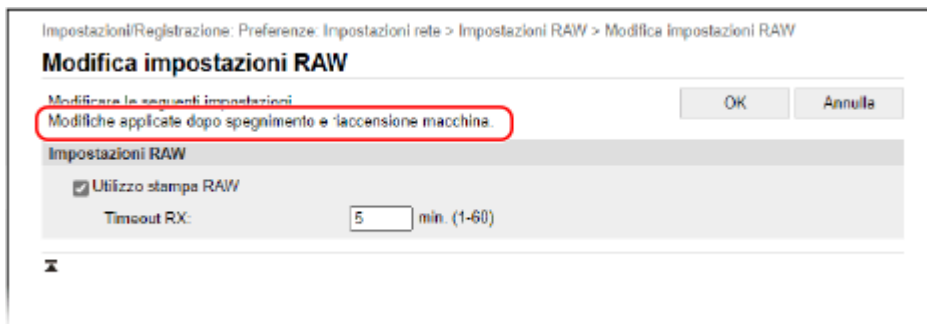 Impostazioni/Registrazione: Preferenze: Impostazioni rete > Impostazioni RAW > Modifica impostazioni RAW
Modifica impostazioni RAW
Modificare le seguenti impostazioni
OK
Annulla
Modifiche applicate dopo spegnimento e riaccensione macchina.
Impostazioni RAW
Utilizzo stampa RAW
Timeout RX: 5 min. (1-60)